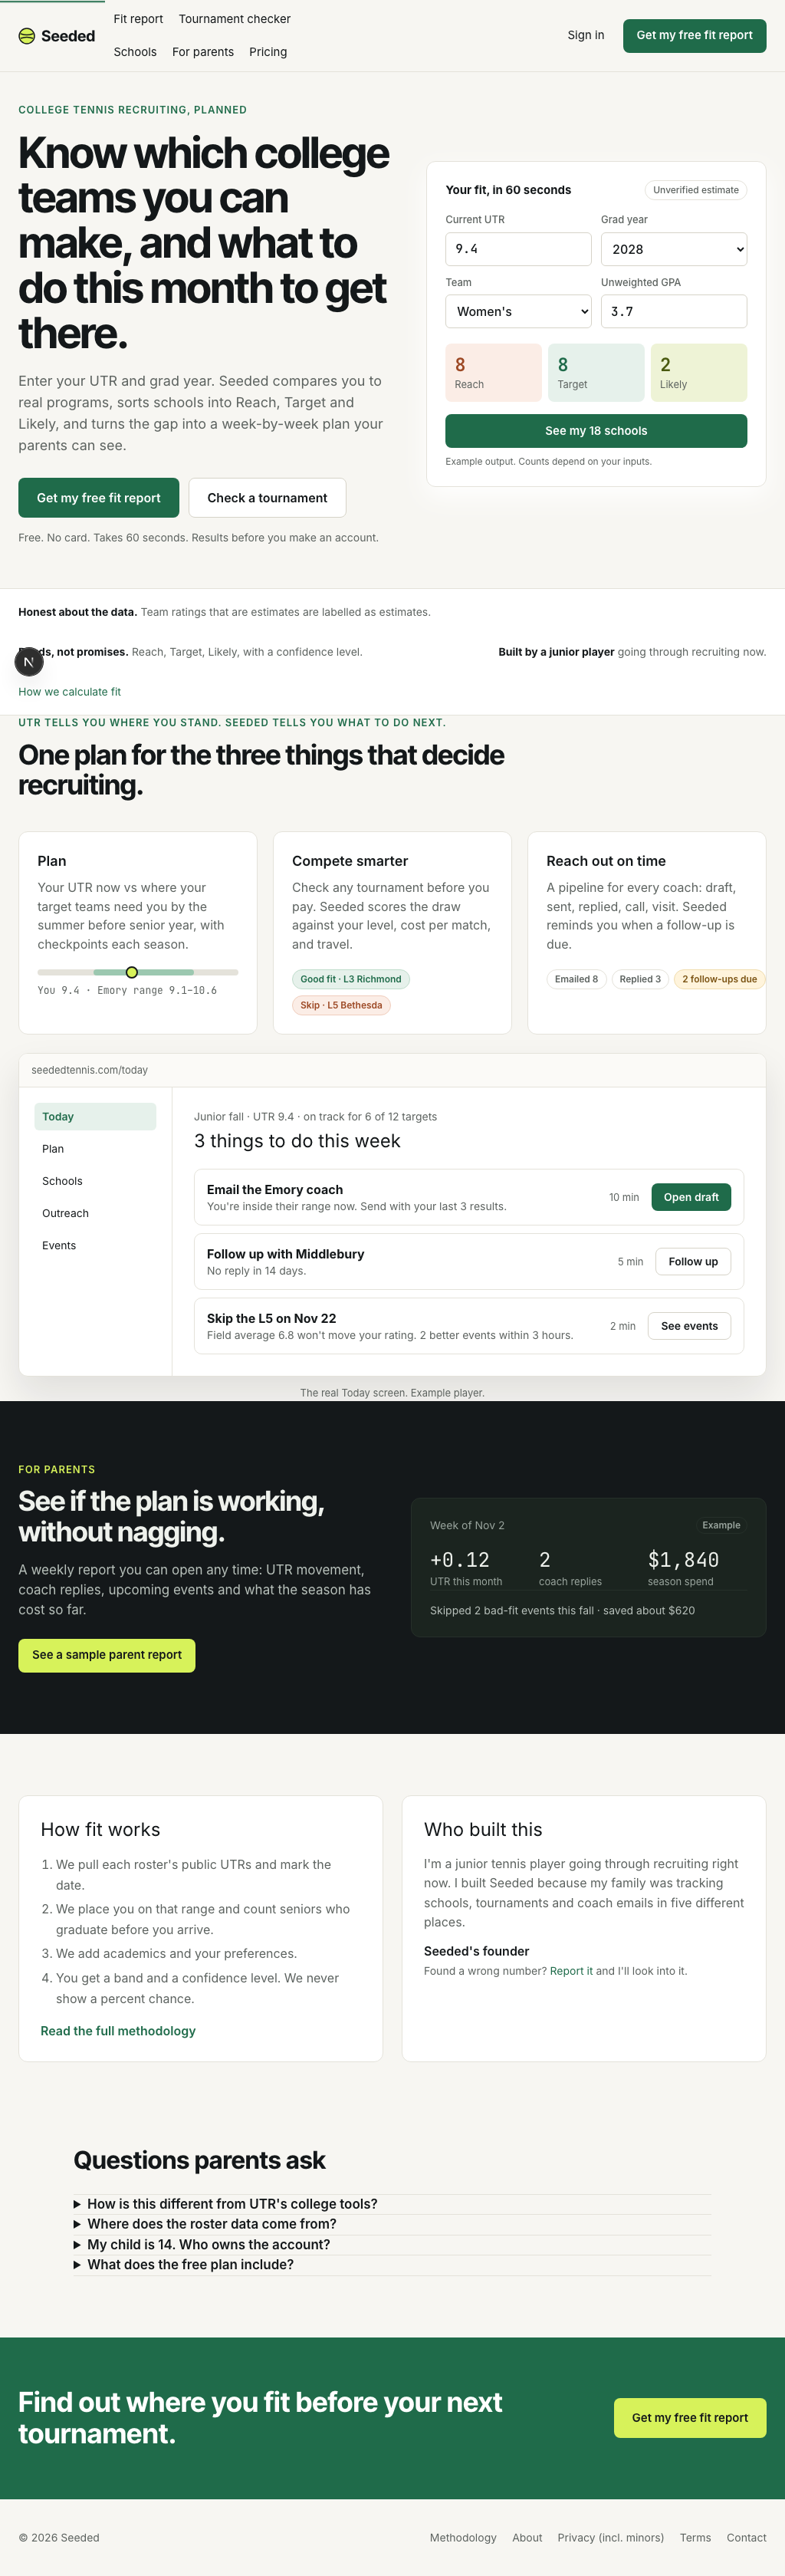 Seeded
Fit report Tournament checker
Schools For parents Pricing
Sign in
Get my free fit report
COLLEGE TENNIS RECRUITING, PLANNED
Know which college
teams you can
make, and what to
do this month to get
there.
Enter your UTR and grad year. Seeded compares you to
real programs, sorts schools into Reach, Target and
Likely, and turns the gap into a week-by-week plan your
parents can see.
Get my free fit report
Check a tournament
Free. No card. Takes 60 seconds. Results before you make an account.
Your fit, in 60 seconds
Unverified estimate
Current UTR Grad year
9.4 2028
Team Unweighted GPA
Women's 3.7
8 8 2
Reach Target Likely
See my 18 schools
Example output. Counts depend on your inputs.
Honest about the data. Team ratings that are estimates are labelled as estimates.
not promises. Reach, Target, Likely, with a confidence level.
Built by a junior player going through recruiting now.
N
How we calculate fit
UTR TELLS YOU WHERE YOU STAND. SEEDED TELLS YOU WHAT TO DO NEXT.
One plan for the three things that decide
recruiting.
Plan
Your UTR now vs where your
target teams need you by the
summer before senior year, with
checkpoints each season.
You 9.4 · Emory range 9.1–10.6
Compete smarter
Check any tournament before you
pay. Seeded scores the draw
against your level, cost per match,
and travel.
Good fit · L3 Richmond
Skip · L5 Bethesda
Reach out on time
A pipeline for every coach: draft,
sent, replied, call, visit. Seeded
reminds you when a follow-up is
due.
Emailed 8 Replied 3 2 follow-ups due
seededtennis.com/today
Today
Plan
Schools
Outreach
Events
Junior fall · UTR 9.4 · on track for 6 of 12 targets
3 things to do this week
Email the Emory coach
You're inside their range now. Send with your last 3 results.
10 min
Open draft
Follow up with Middlebury
No reply in 14 days.
5 min
Follow up
Skip the L5 on Nov 22
Field average 6.8 won't move your rating. 2 better events within 3 hours.
2 min
See events
The real Today screen. Example player.
FOR PARENTS
See if the plan is working,
without nagging.
A weekly report you can open any time: UTR movement,
coach replies, upcoming events and what the season has
cost so far.
See a sample parent report
Week of Nov 2
Example
+0.12 2 $1,840
UTR this month coach replies season spend
Skipped 2 bad-fit events this fall · saved about $620
How fit works
1. We pull each roster's public UTRs and mark the
date.
2. We place you on that range and count seniors who
graduate before you arrive.
3. We add academics and your preferences.
4. You get a band and a confidence level. We never
show a percent chance.
Read the full methodology
Who built this
I'm a junior tennis player going through recruiting right
now. I built Seeded because my family was tracking
schools, tournaments and coach emails in five different
places.
Seeded's founder
Found a wrong number? Report it and I'll look into it.
Questions parents ask
How is this different from UTR's college tools?
Where does the roster data come from?
My child is 14. Who owns the account?
What does the free plan include?
Find out where you fit before your next
tournament.
Get my free fit report
© 2026 Seeded
Methodology About Privacy (incl. minors) Terms Contact